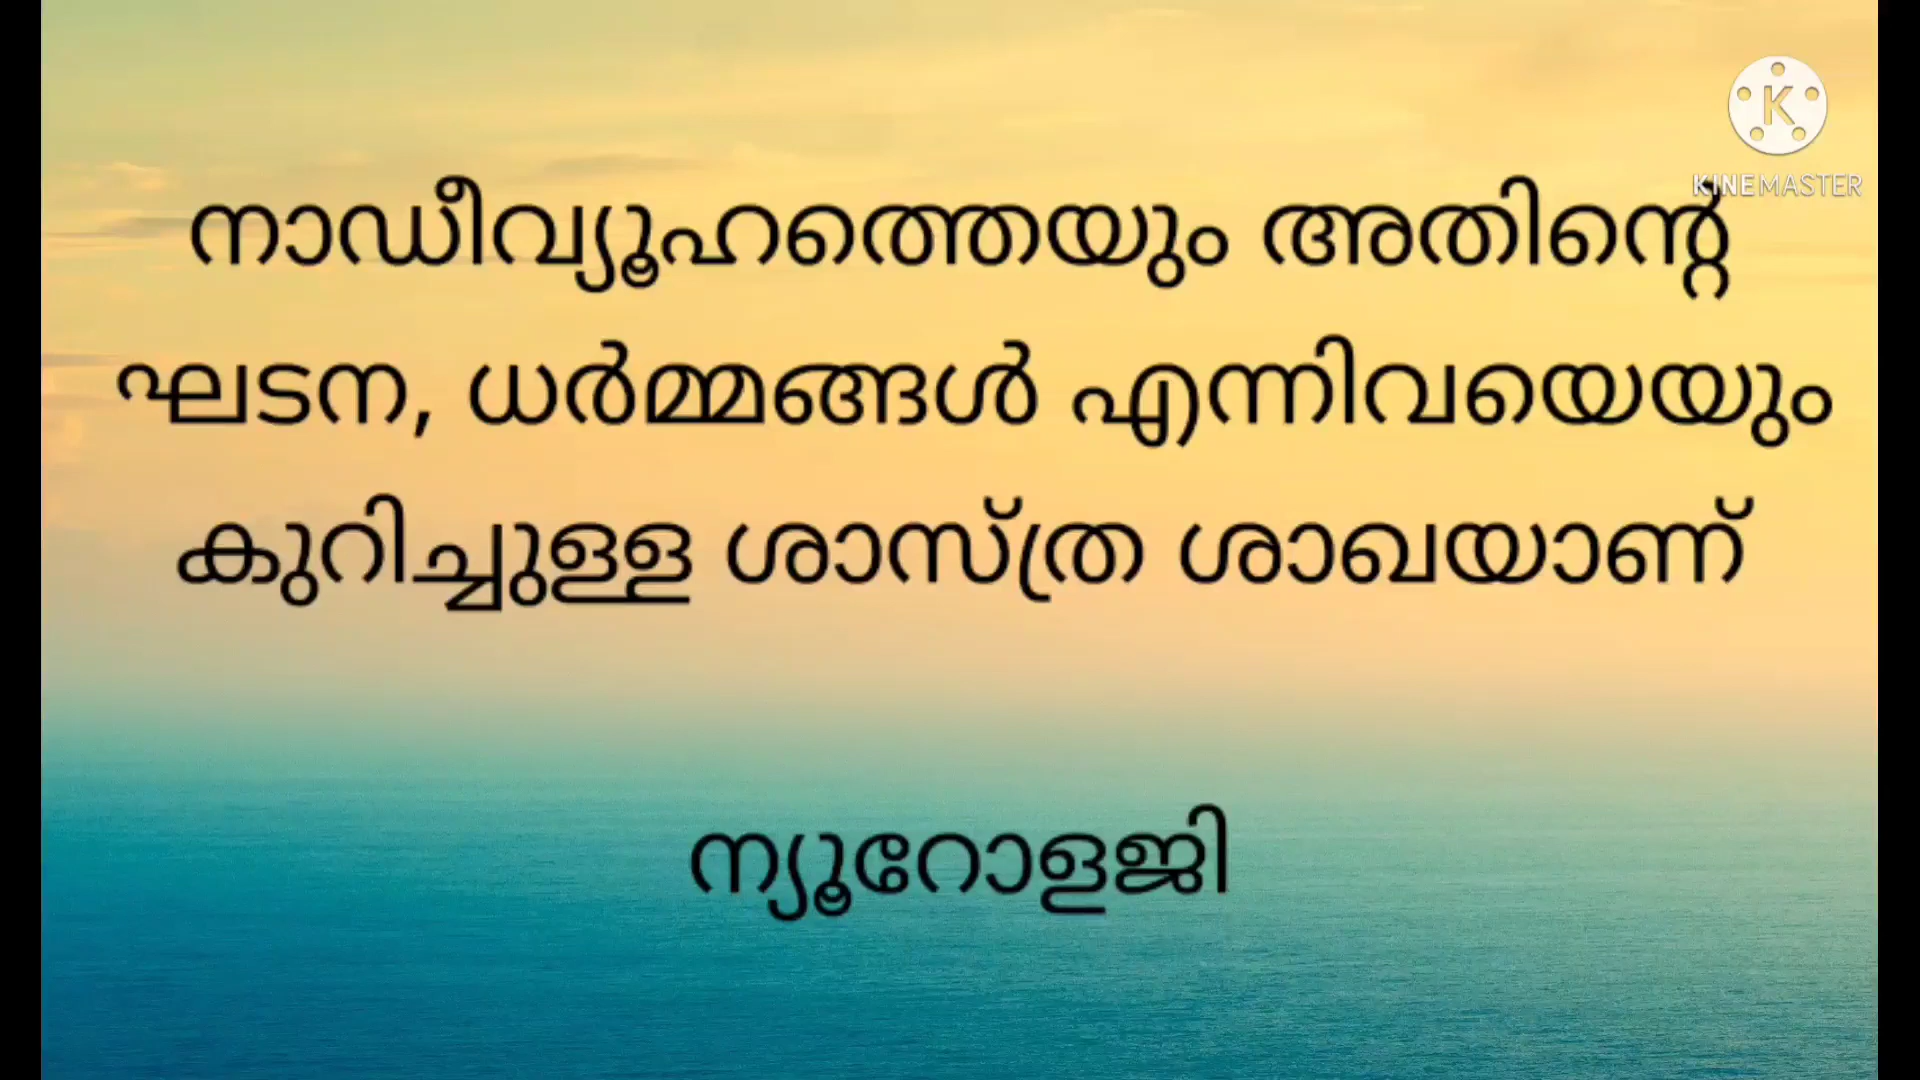 KINEMASTER
നാഡീവ്യൂഹത്തെയും അതിന്റെ
ഘടന, ധർമ്മങ്ങൾ എന്നിവയെയും
കുറിച്ചുള്ള ശാസ്ത്ര ശാഖയാണ്
ന്യൂറോളജി